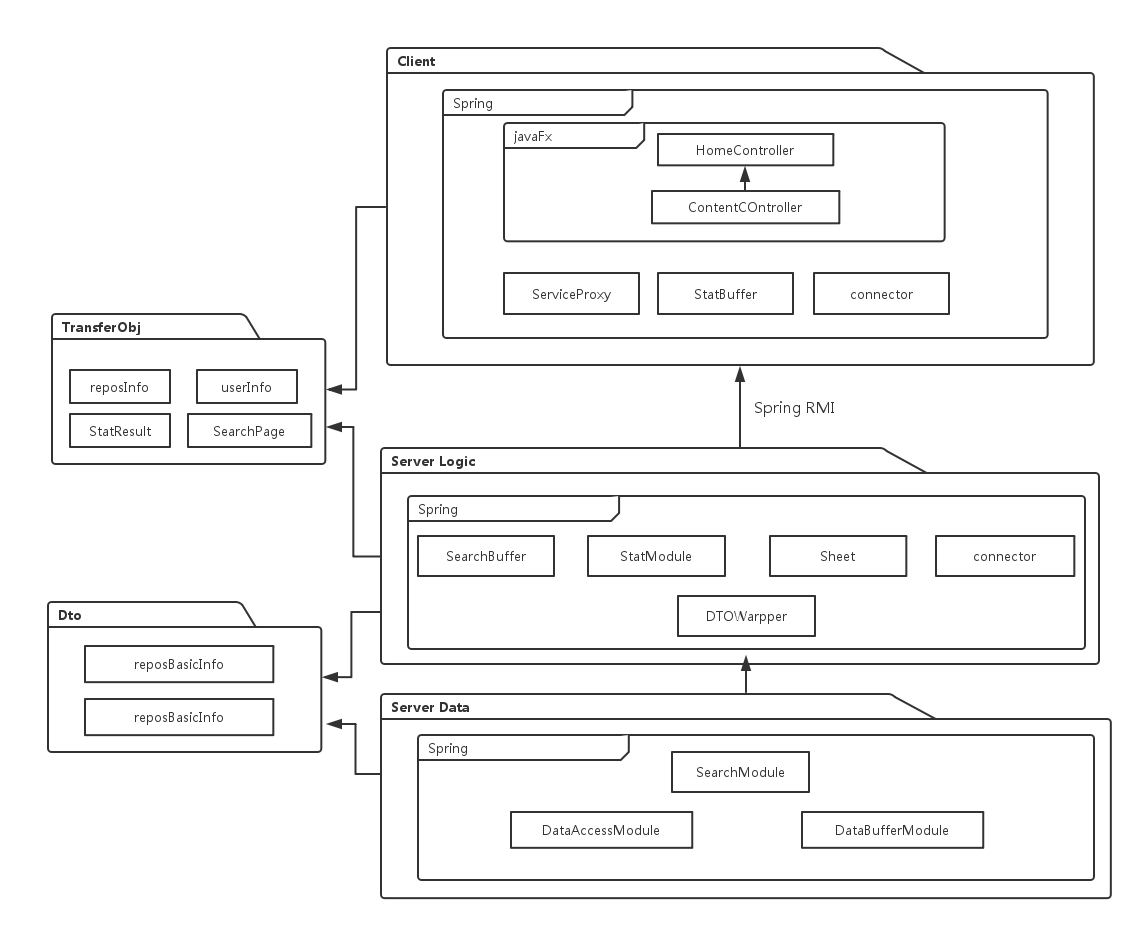 Client
Spring
javaFx
HomeController
ContentCOntroller
ServiceProxy
StatBuffer
connector
TransferObj
reposInfo
userInfo
StatResult
SearchPage
Spring RMI
Server Logic
Spring
SearchBuffer
StatModule
Sheet
connector
DTOWarpper
Dto
reposBasicInfo
reposBasicInfo
Server Data
Spring
SearchModule
DataAccessModule
DataBufferModule